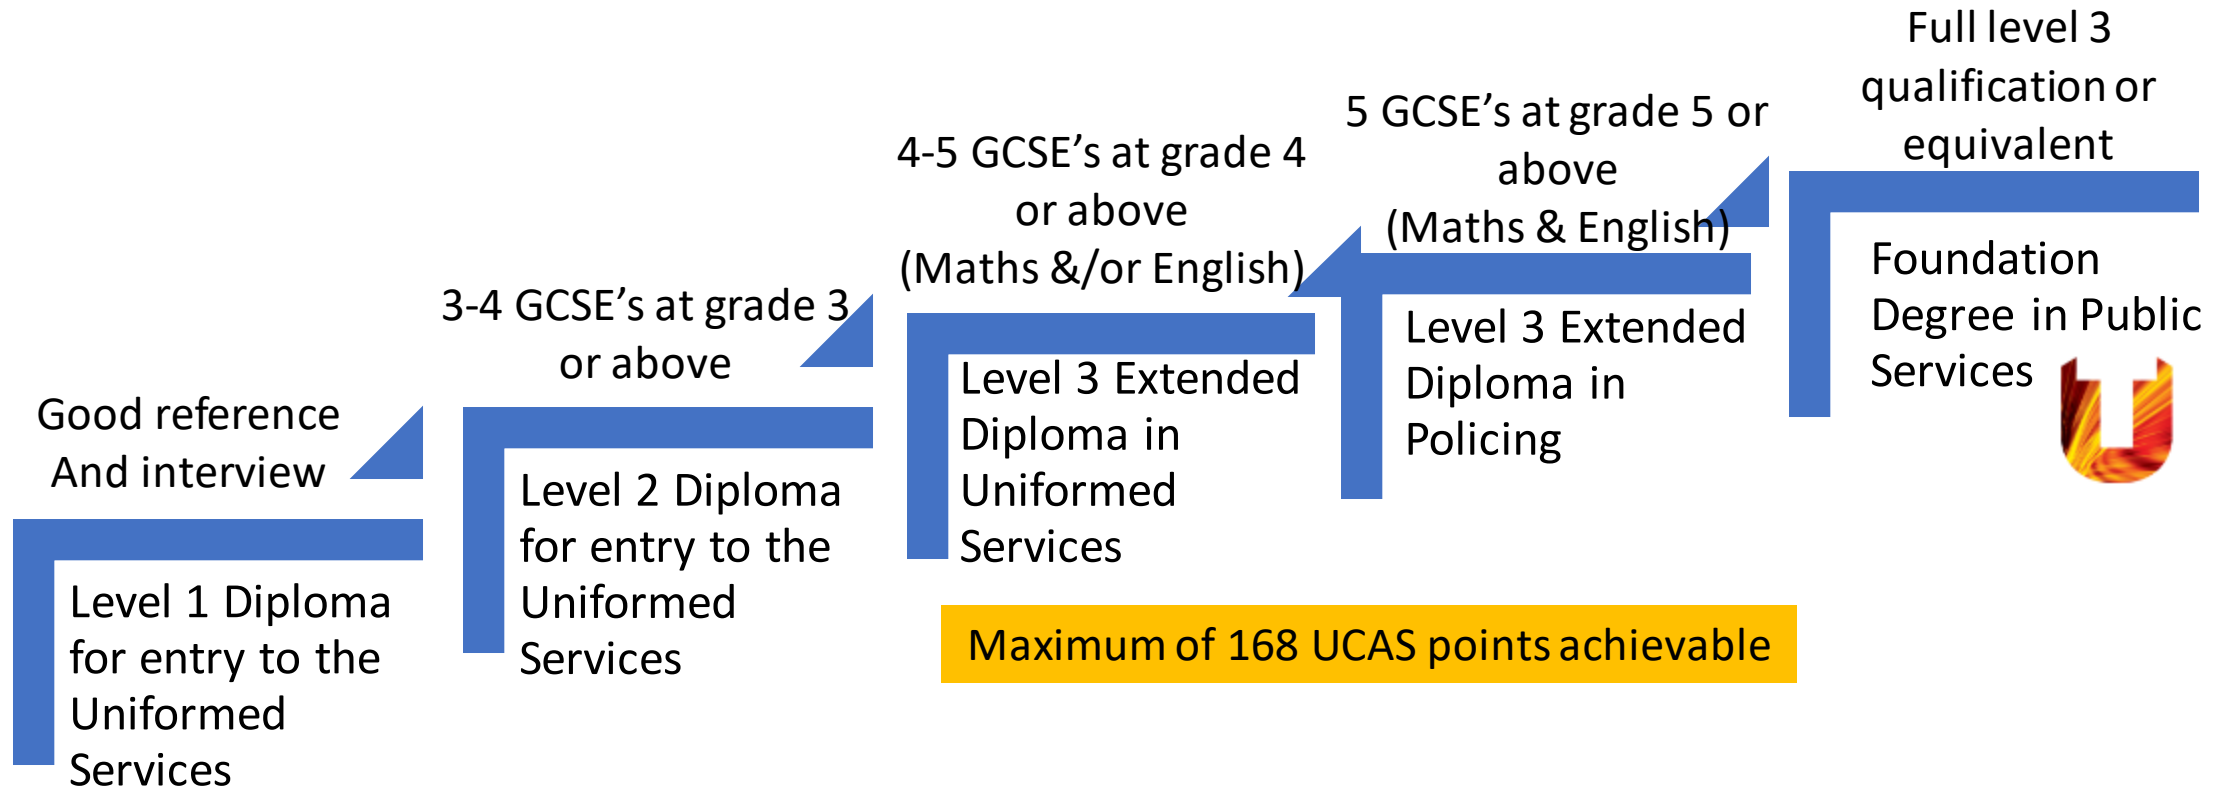 Good reference
And interview
Level 1 Diploma
for entry to the
Uniformed
Services
3-4 GCSE’s at grade 3
or above
Level 2 Diploma
for entry to the
Uniformed
Services
4-5 GCSE’s at grade 4
or above
(Maths &/or English)
Level 3 Extended
Diploma in
Uniformed
Services
5 GCSE’s at grade 5 or
above
(Maths & English)
Level 3 Extended
Diploma in
Policing
Maximum of 168 UCAS points achievable
Full level 3
qualification or
equivalent
Foundation
Degree in Public
Services